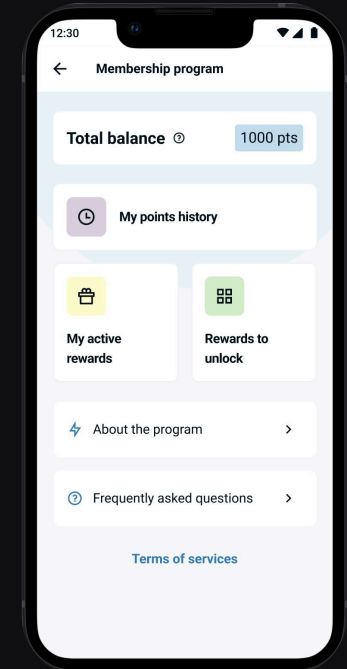 12:30
Membership program
Total balance
1000 pts
My points history
My active
rewards
Rewards to
unlock
About the program
Frequently asked questions
Terms of services